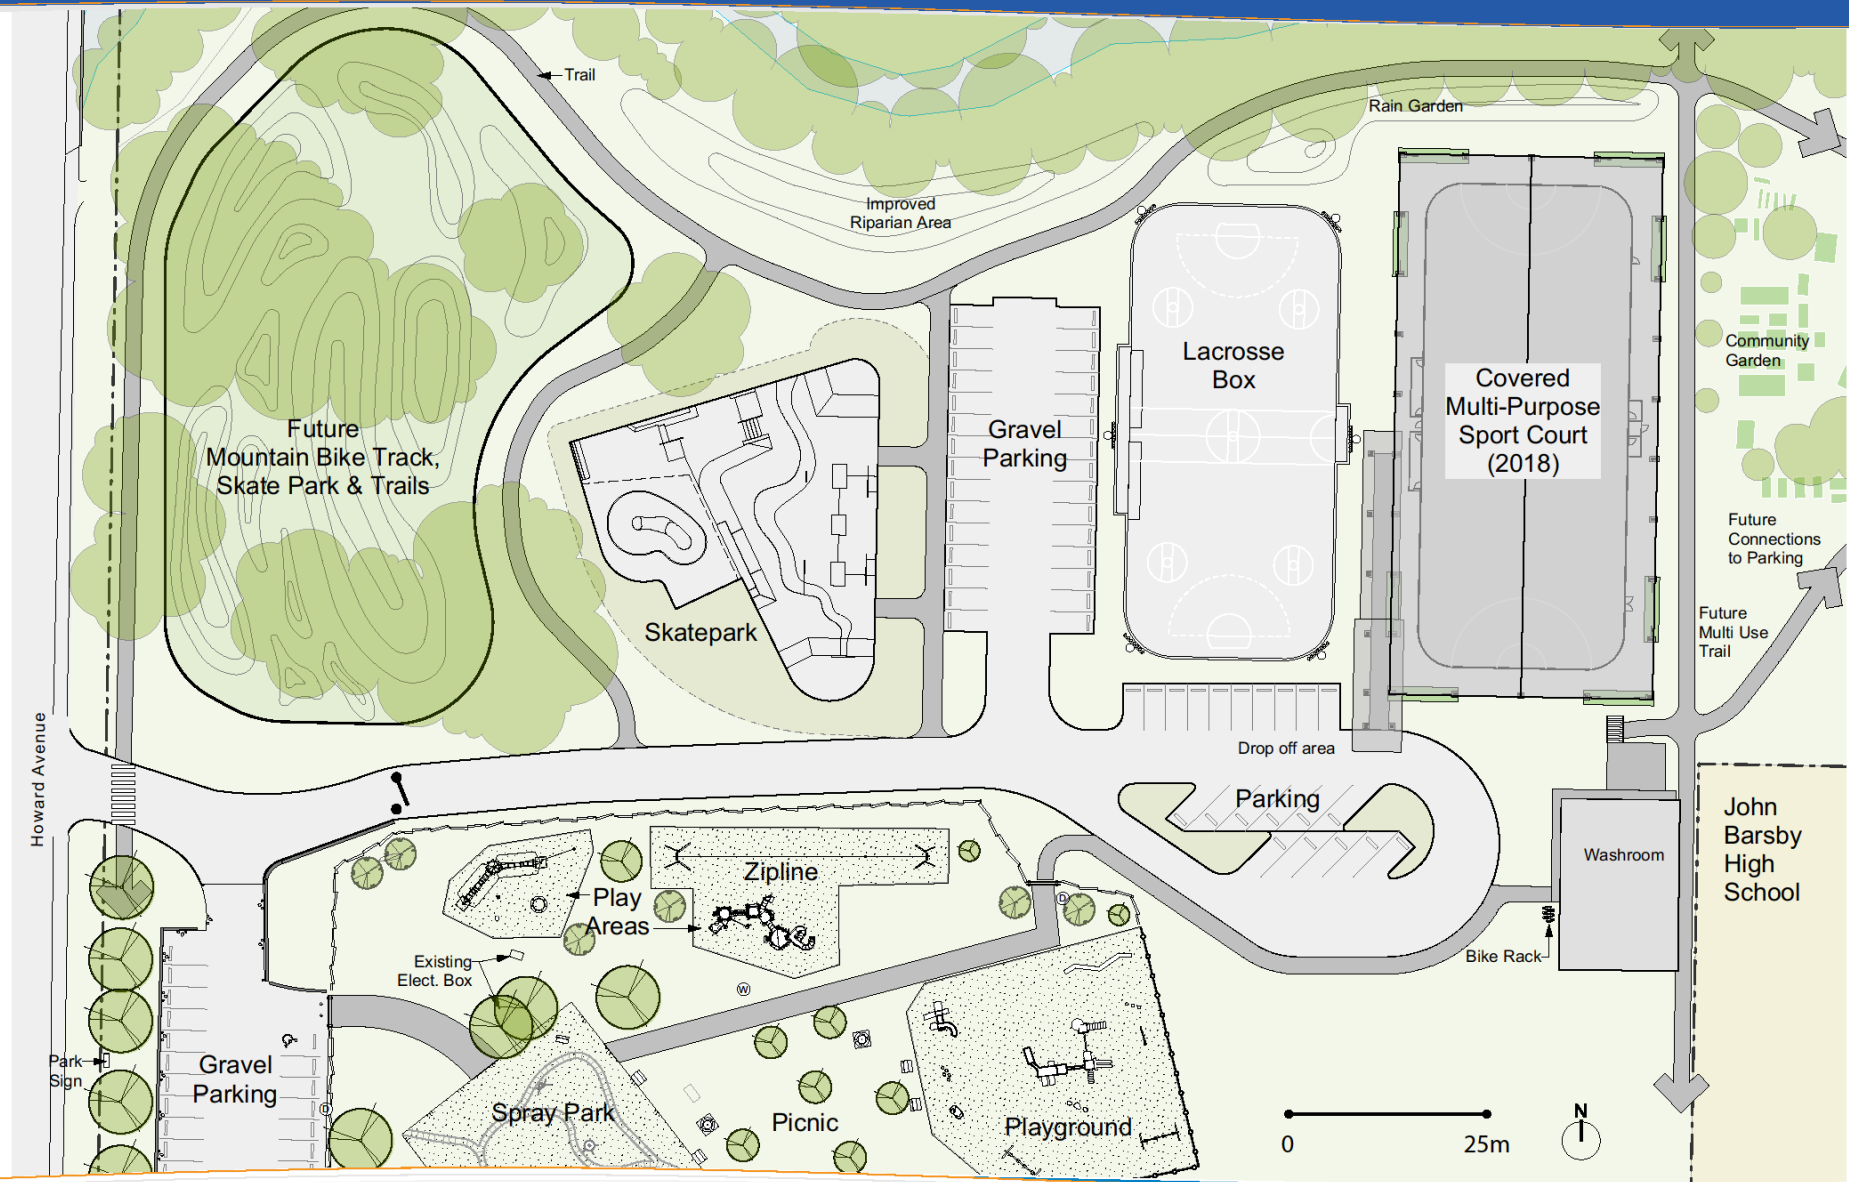 Trail
Rain Garden
Improved
Riparian Area
Lacrosse
Box
Covered
Multi-Purpose
Sport Court
(2018)
Community
Garden
Future
Mountain Bike Track,
Skate Park & Trails
Gravel
Parking
Future
Connections
to Parking
Skatepark
Future
Multi Use
Trail
Howard Avenue
Drop off area
Parking
John
Barsby
High
School
Washroom
Zipline
Play
Areas
D
Existing
Elect. Box
Bike Rack
W
Park
Sign
Gravel
Parking
D
Spray Park
Picnic
Playground
0
25m
N